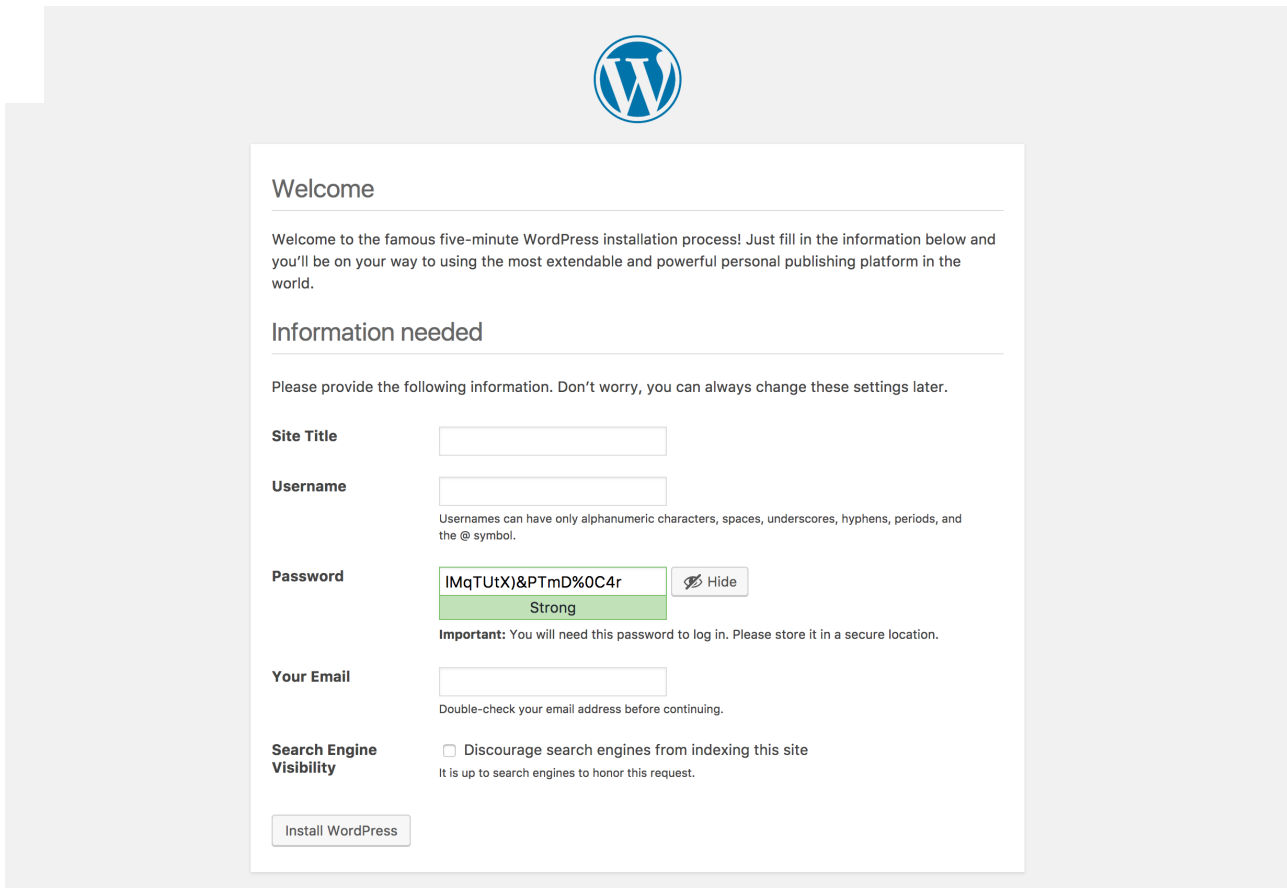 Welcome
Welcome to the famous five-minute WordPress installation process! Just fill in the information below and
you’ll be on your way to using the most extendable and powerful personal publishing platform in the
world.
Information needed
Please provide the following information. Don’t worry, you can always change these settings later.
Site Title
Username
Usernames can have only alphanumeric characters, spaces, underscores, hyphens, periods, and
the @ symbol.
Password
lMqTUtX)&PTmD%0C4r
Hide
Strong
Important: You will need this password to log in. Please store it in a secure location.
Your Email
Double-check your email address before continuing.
Search Engine
Visibility
Discourage search engines from indexing this site
It is up to search engines to honor this request.
Install WordPress